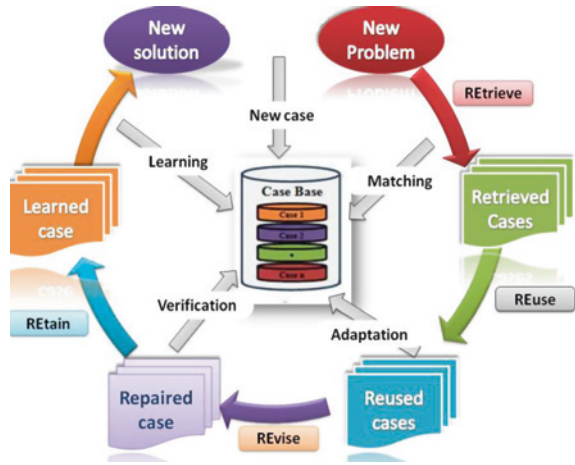 New
solution
New
Problem
REtrieve
New case
Learning
Matching
Case Base
Case 1
Case 2
Case n
Learned
case
Retrieved
Cases
Verification
Adaptation
REtain
REuse
Repaired
case
REvise
Reused
cases